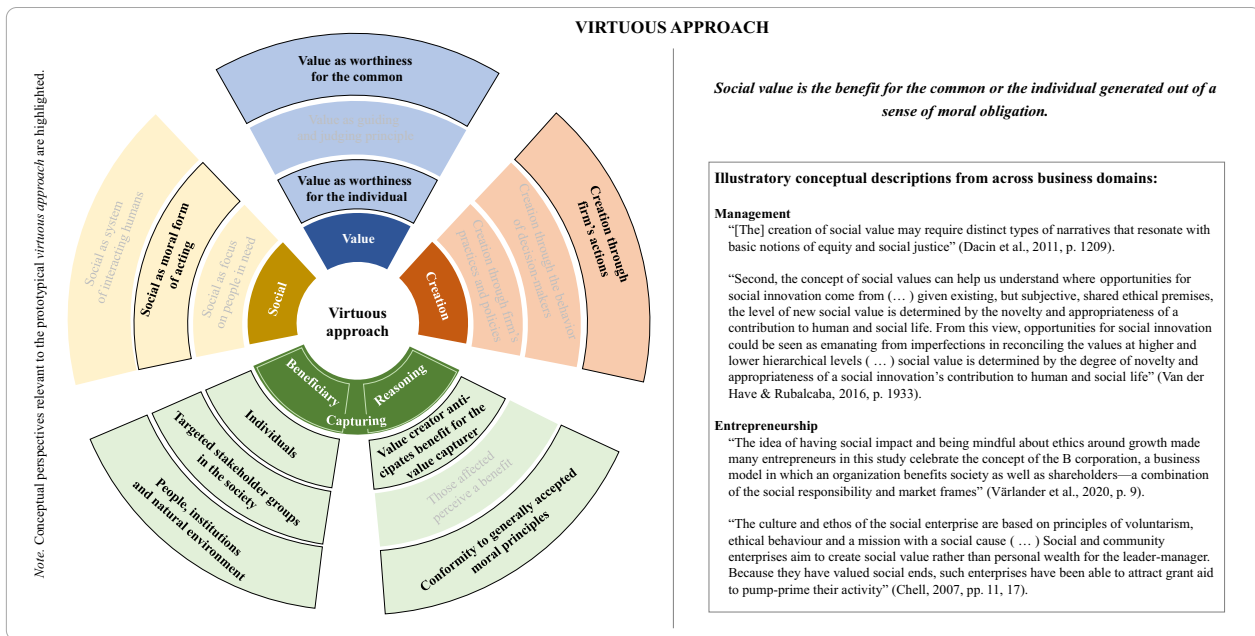 VIRTUOUS APPROACH
Note. Conceptual perspectives relevant to the prototypical virtuous approach are highlighted.
Value as worthiness
for the common
Value as guiding
and judging principle
Value as worthiness
for the individual
Value
Creation through
firm's actions
Creation through the behavior
of decision-makers
Creation through firm's
practices and policies
Creation
Social as system
of interacting humans
Social as moral form
of acting
Social as focus
on people in need
Social
Virtuous
approach
Beneficiary
Reasoning
Capturing
Individuals
Targeted stakeholder groups
in the society
People, institutions
and natural environment
Value creator anti-
cipates benefit for the
value capturer
Those affected
perceive a benefit
Conformity to generally accepted
moral principles
Social value is the benefit for the common or the individual generated out of a
sense of moral obligation.
Illustratory conceptual descriptions from across business domains:
Management
“[The] creation of social value may require distinct types of narratives that resonate with
basic notions of equity and social justice” (Dacin et al., 2011, p. 1209).
“Second, the concept of social values can help us understand where opportunities for
social innovation come from (… ) given existing, but subjective, shared ethical premises,
the level of new social value is determined by the novelty and appropriateness of a
contribution to human and social life. From this view, opportunities for social innovation
could be seen as emanating from imperfections in reconciling the values at higher and
lower hierarchical levels ( … ) social value is determined by the degree of novelty and
appropriateness of a social innovation’s contribution to human and social life” (Van der
Have & Rubalcaba, 2016, p. 1933).
Entrepreneurship
“The idea of having social impact and being mindful about ethics around growth made
many entrepreneurs in this study celebrate the concept of the B corporation, a business
model in which an organization benefits society as well as shareholders—a combination
of the social responsibility and market frames” (Värlander et al., 2020, p. 9).
“The culture and ethos of the social enterprise are based on principles of voluntarism,
ethical behaviour and a mission with a social cause ( … ) Social and community
enterprises aim to create social value rather than personal wealth for the leader-manager.
Because they have valued social ends, such enterprises have been able to attract grant aid
to pump-prime their activity” (Chell, 2007, pp. 11, 17).